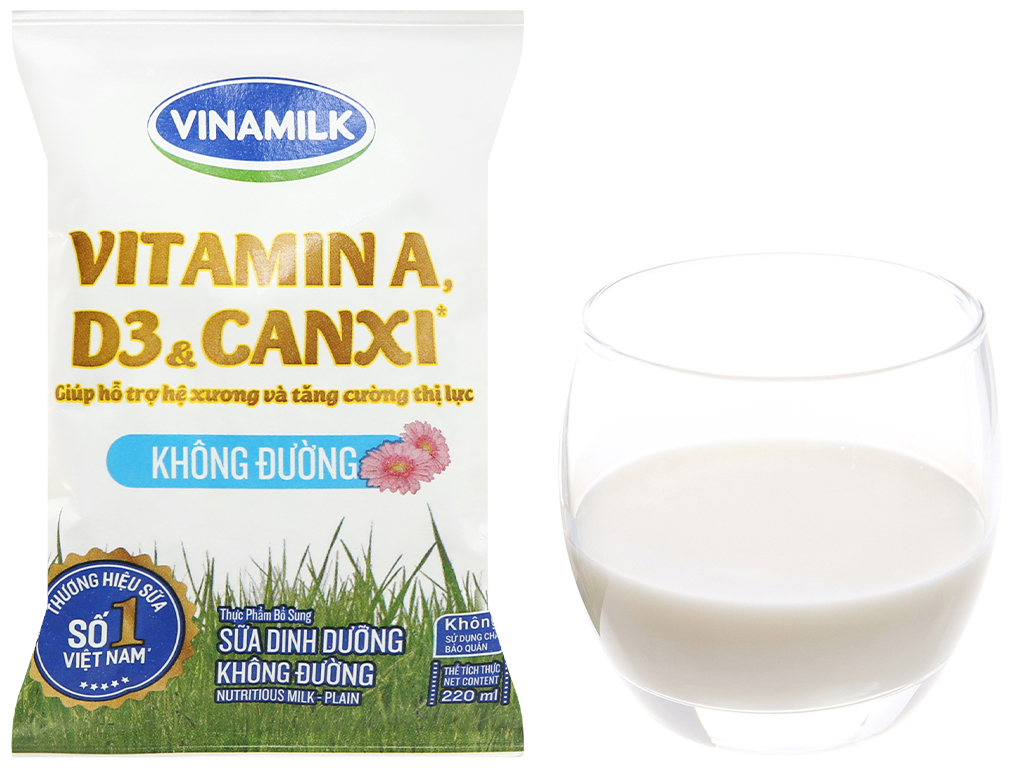 VINAMILK
VITAMIN A,
D3 & CANXI*
Giúp hỗ trợ hệ xương và tăng cường thị lực
KHÔNG ĐƯỜNG
THƯƠNG HIỆU SỮA
SỐ 1
VIỆT NAM*
Thực Phẩm Bổ Sung
SỮA DINH DƯỠNG
KHÔNG ĐƯỜNG
NUTRITIOUS MILK - PLAIN
Không
SỬ DỤNG CHẤ
BẢO QUẢN
THỂ TÍCH THỰC
NET CONTENT
220 ml